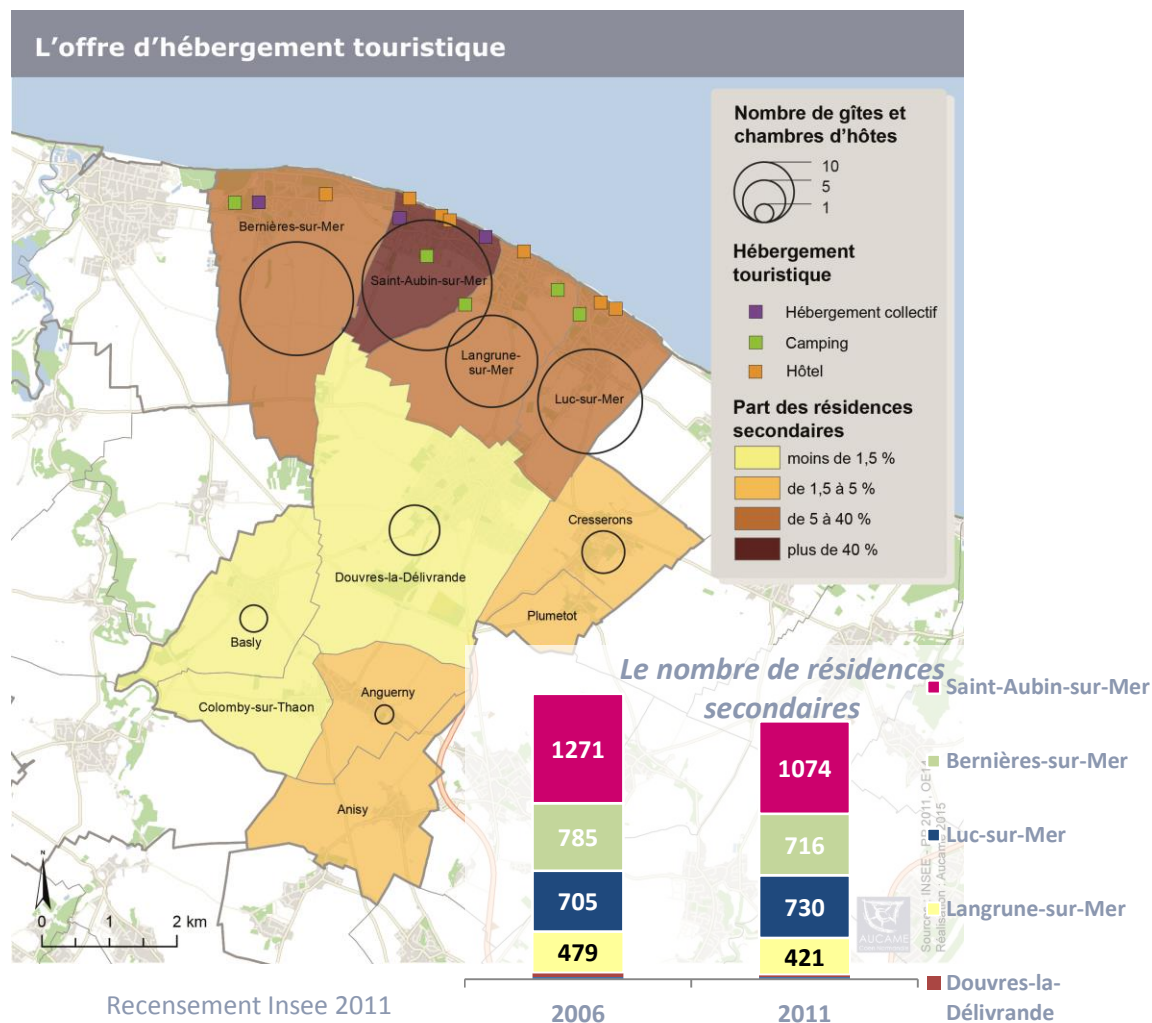 L'offre d'hébergement touristique
Nombre de gîtes et
chambres d'hôtes
10
5
1
Hébergement
touristique
Hébergement collectif
Camping
Hôtel
Part des résidences
secondaires
moins de 1,5 %
de 1,5 à 5 %
de 5 à 40 %
plus de 40 %
Bernières-sur-Mer
Saint-Aubin-sur-Mer
Langrune-
sur-Mer
Luc-sur-Mer
Cresserons
Douvres-la-Délivrande
Plumetot
Basly
Anguerny
Colomby-sur-Thaon
Anisy
N
0 1 2 km
Le nombre de résidences
secondaires
1271
785
705
479
1074
716
730
421
2006
2011
Saint-Aubin-sur-Mer
Bernières-sur-Mer
Luc-sur-Mer
Langrune-sur-Mer
Douvres-la-
Délivrande
AUCAME
Réalisation : Aucame 2015
Recensement Insee 2011